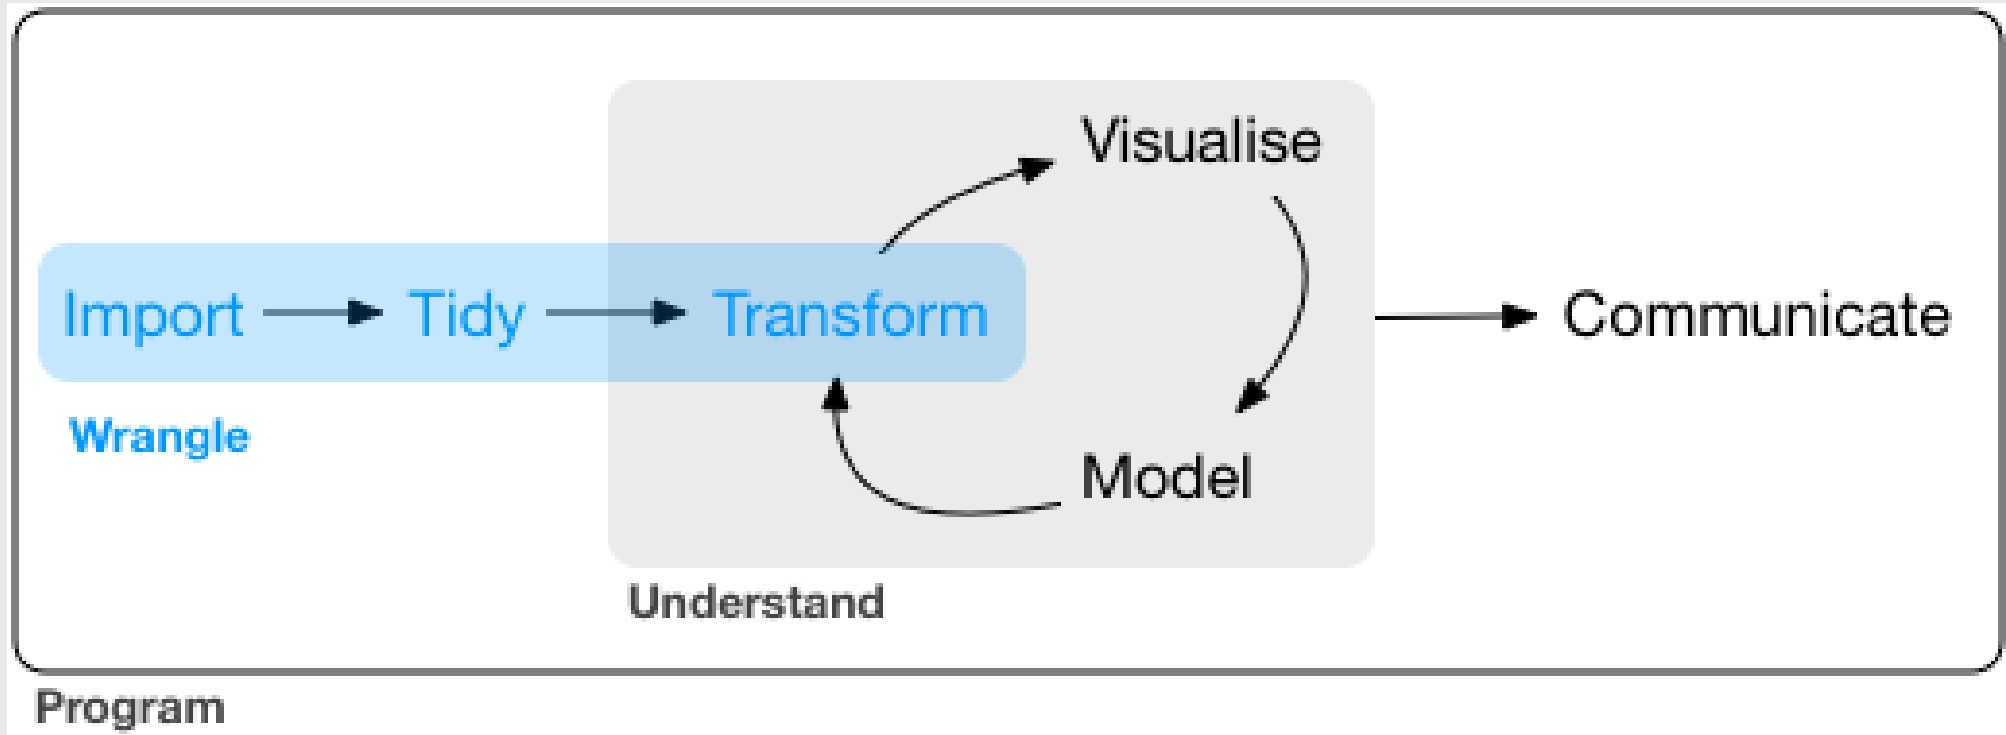 Visualise
Import Tidy Transform Communicate
Wrangle
Model
Understand
Program